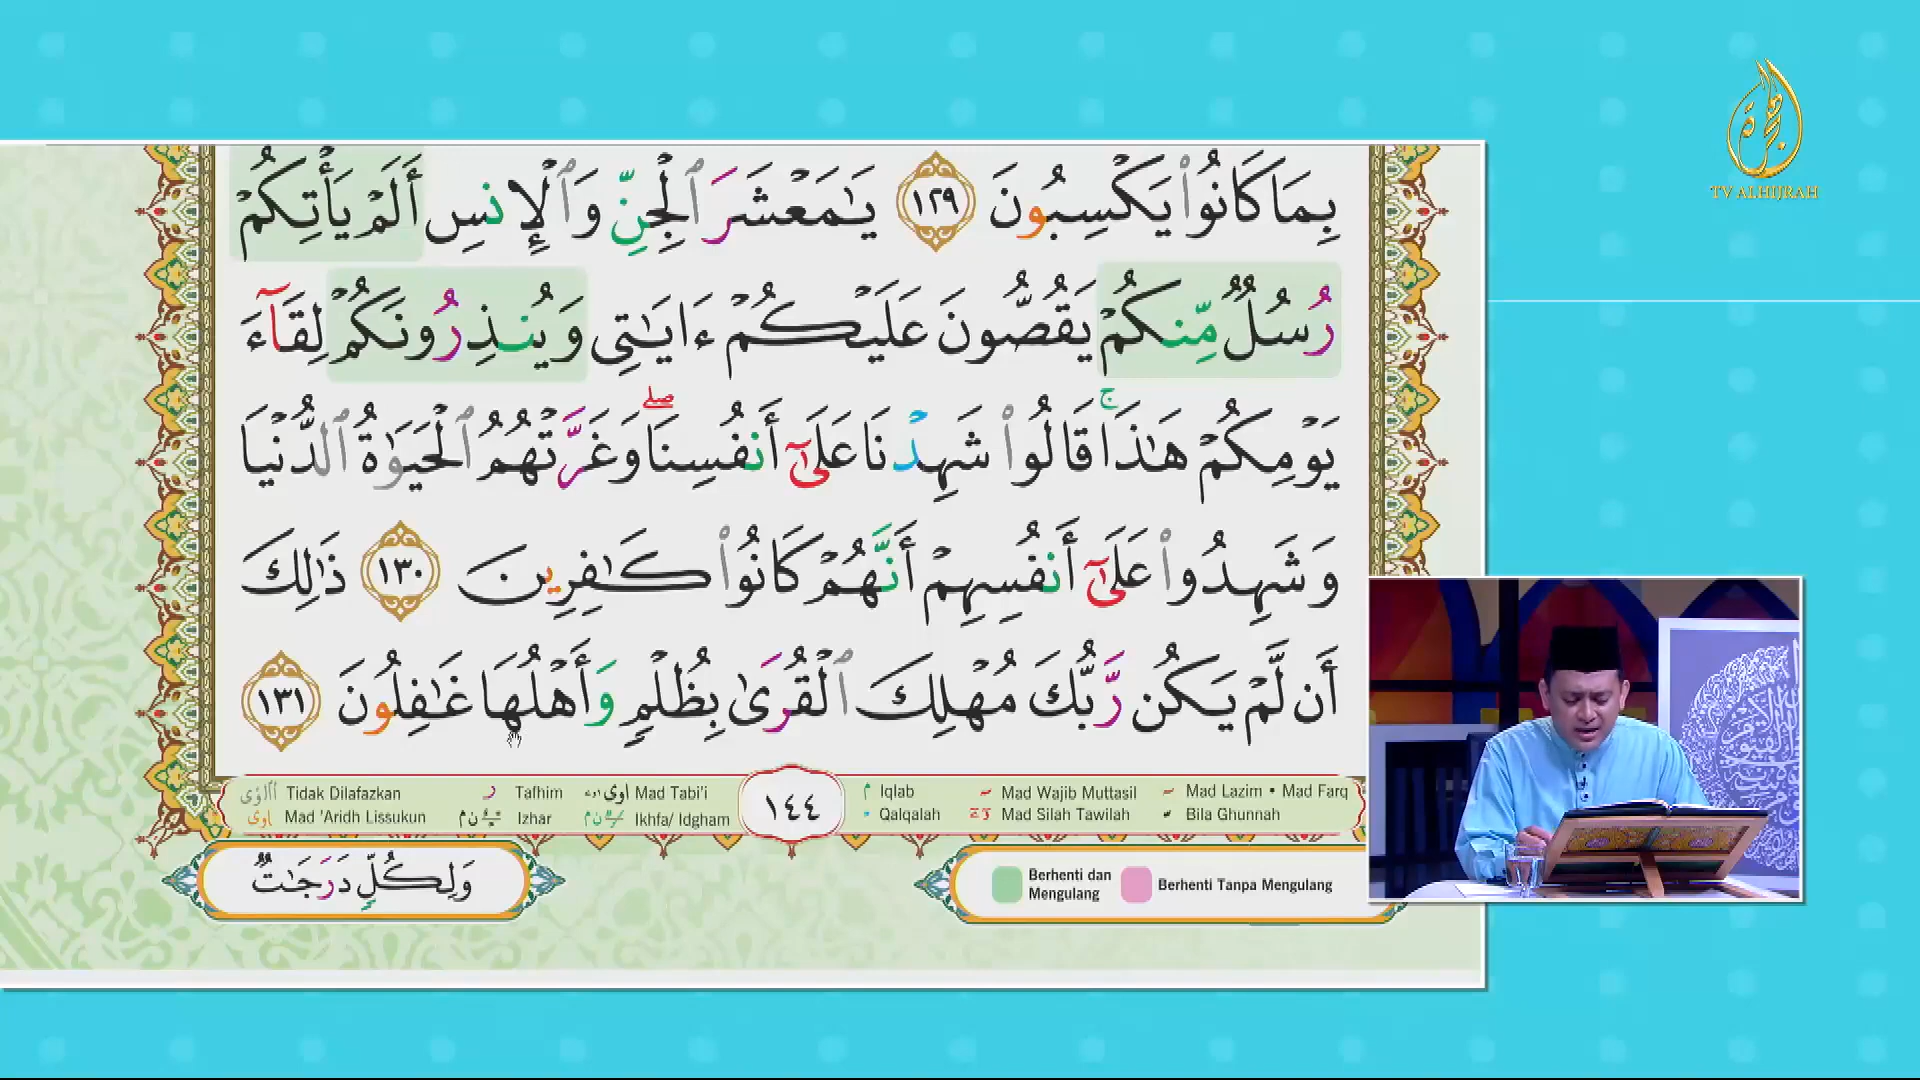 TV ALHIJRAH
بِمَا كَانُوا۟ يَكْسِبُونَ ١٢٩ يَـٰمَعْشَرَ ٱلْجِنِّ وَٱلْإِنسِ أَلَمْ يَأْتِكُمْ
رُسُلٌ مِّنكُمْ يَقُصُّونَ عَلَيْكُمْ ءَايَـٰتِى وَيُنذِرُونَكُمْ لِقَآءَ
يَوْمِكُمْ هَـٰذَا ۚ قَالُوا۟ شَهِدْنَا عَلَىٰٓ أَنفُسِنَا ۖ وَغَرَّتْهُمُ ٱلْحَيَوٰةُ ٱلدُّنْيَا
وَشَهِدُوا۟ عَلَىٰٓ أَنفُسِهِمْ أَنَّهُمْ كَانُوا۟ كَـٰفِرِينَ ١٣٠ ذَٰلِكَ
أَن لَّمْ يَكُن رَّبُّكَ مُهْلِكَ ٱلْقُرَىٰ بِظُلْمٍ وَأَهْلُهَا غَـٰفِلُونَ ١٣١
Tidak Dilafazkan Tafhim Mad Tabi'i
Mad 'Aridh Lissukun Izhar Ikhfa/ Idgham
١٤٤
Iqlab Mad Wajib Muttasil Mad Lazim • Mad Farq
Qalqalah Mad Silah Tawilah Bila Ghunnah
وَلِكُلٍّ دَرَجَـٰتٌ
Berhenti dan Mengulang
Berhenti Tanpa Mengulang